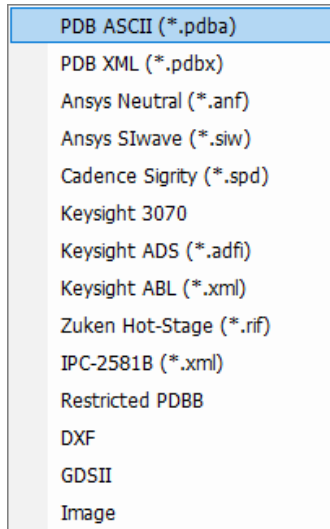 PDB ASCII (*.pdba)
PDB XML (*.pdbx)
Ansys Neutral (*.anf)
Ansys SIwave (*.siw)
Cadence Sigrity (*.spd)
Keysight 3070
Keysight ADS (*.adfi)
Keysight ABL (*.xml)
Zuken Hot-Stage (*.rif)
IPC-2581B (*.xml)
Restricted PDBB
DXF
GDSII
Image